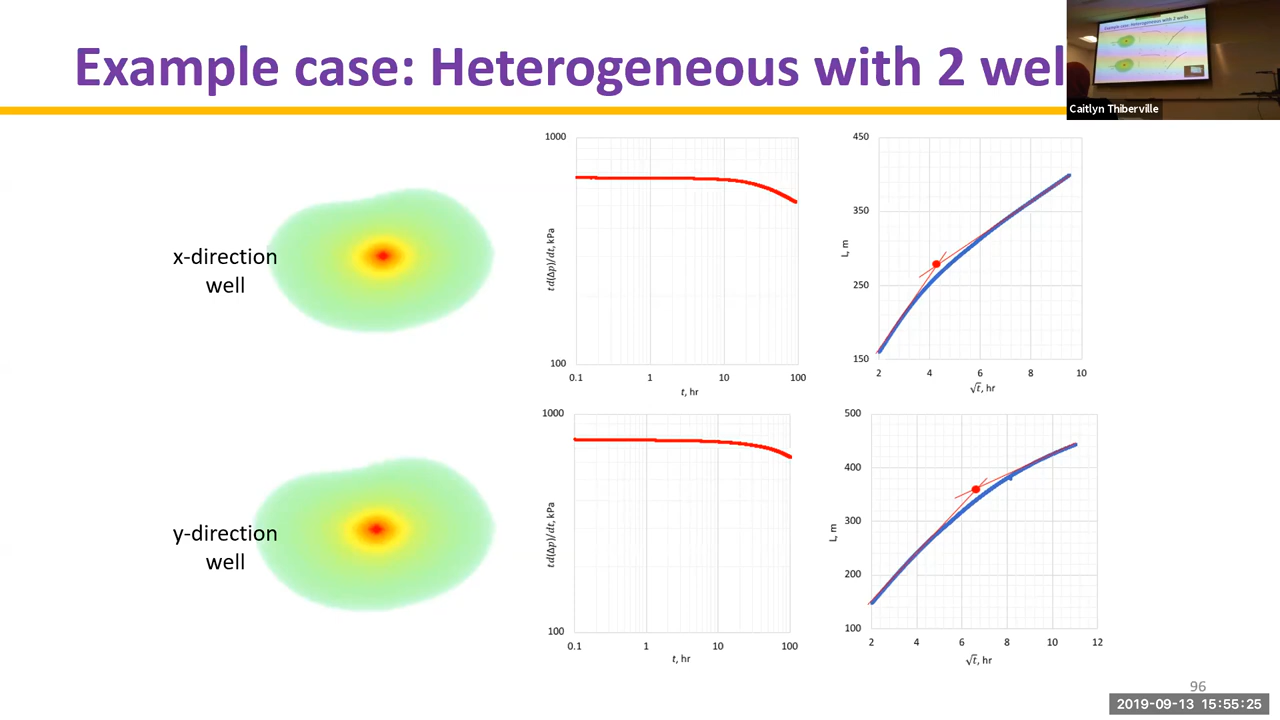 Example case: Heterogeneous with 2 wel
Caitlyn Thiberville
x-direction
well
1000
100
0.1
1
10
100
t d(Δp)/dt, kPa
t, hr
450
350
250
150
2
4
6
8
10
L, m
√t, hr
y-direction
well
1000
100
0.1
1
10
100
t d(Δp)/dt, kPa
t, hr
500
400
300
200
100
2
4
6
8
10
12
L, m
√t, hr
96
2019-09-13 15:55:25